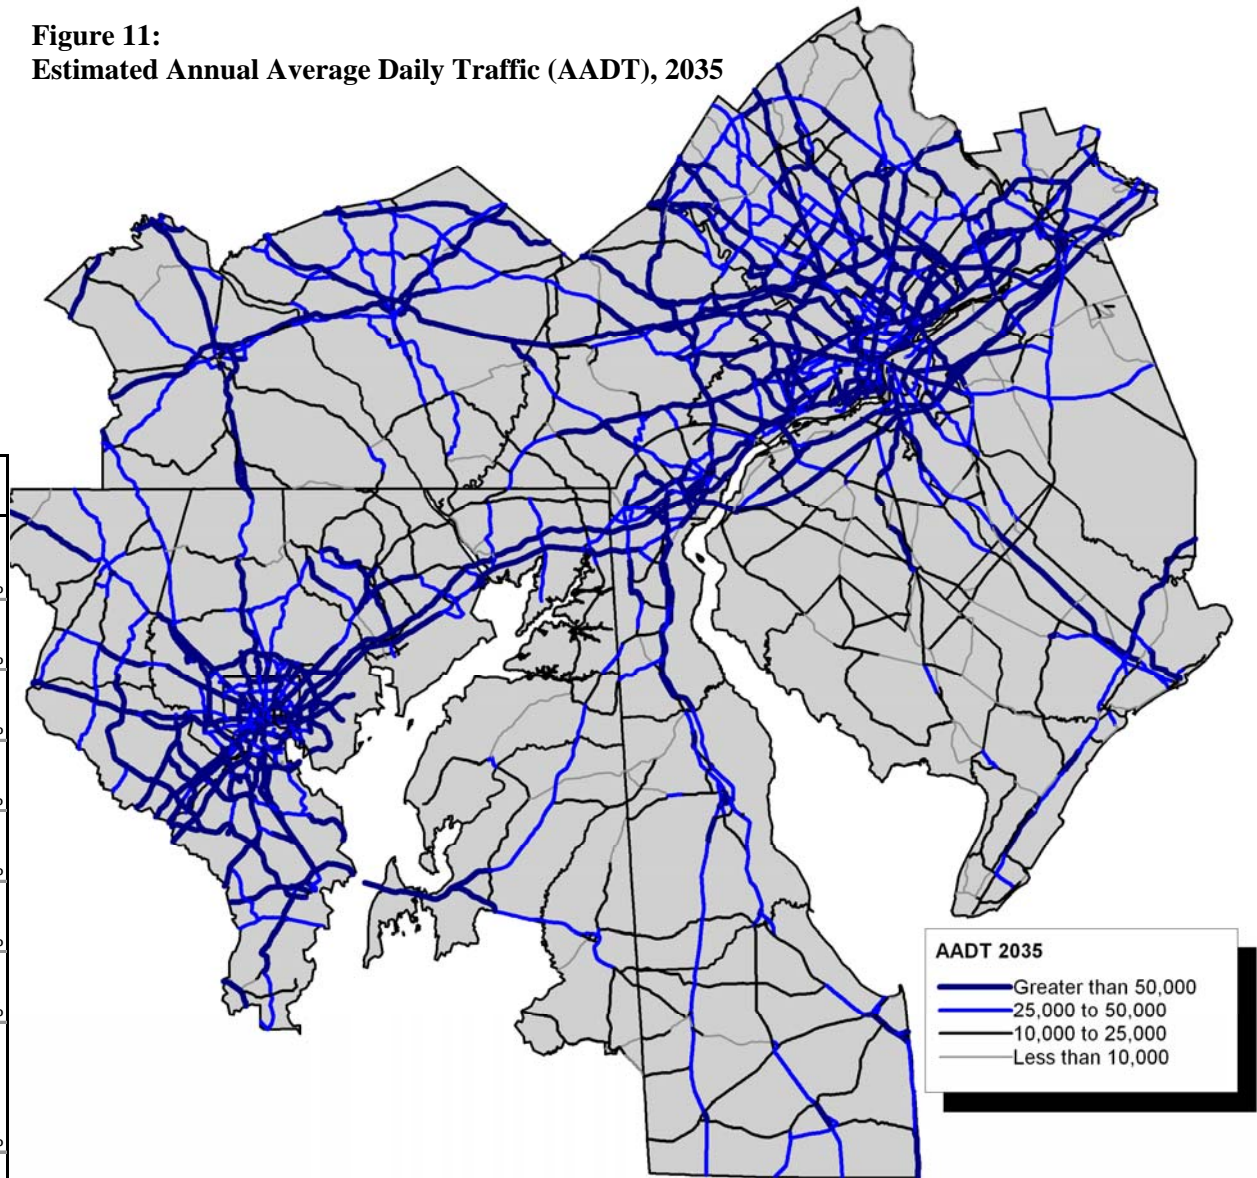 Figure 11:
Estimated Annual Average Daily Traffic (AADT), 2035
AADT 2035
Greater than 50,000
25,000 to 50,000
10,000 to 25,000
Less than 10,000